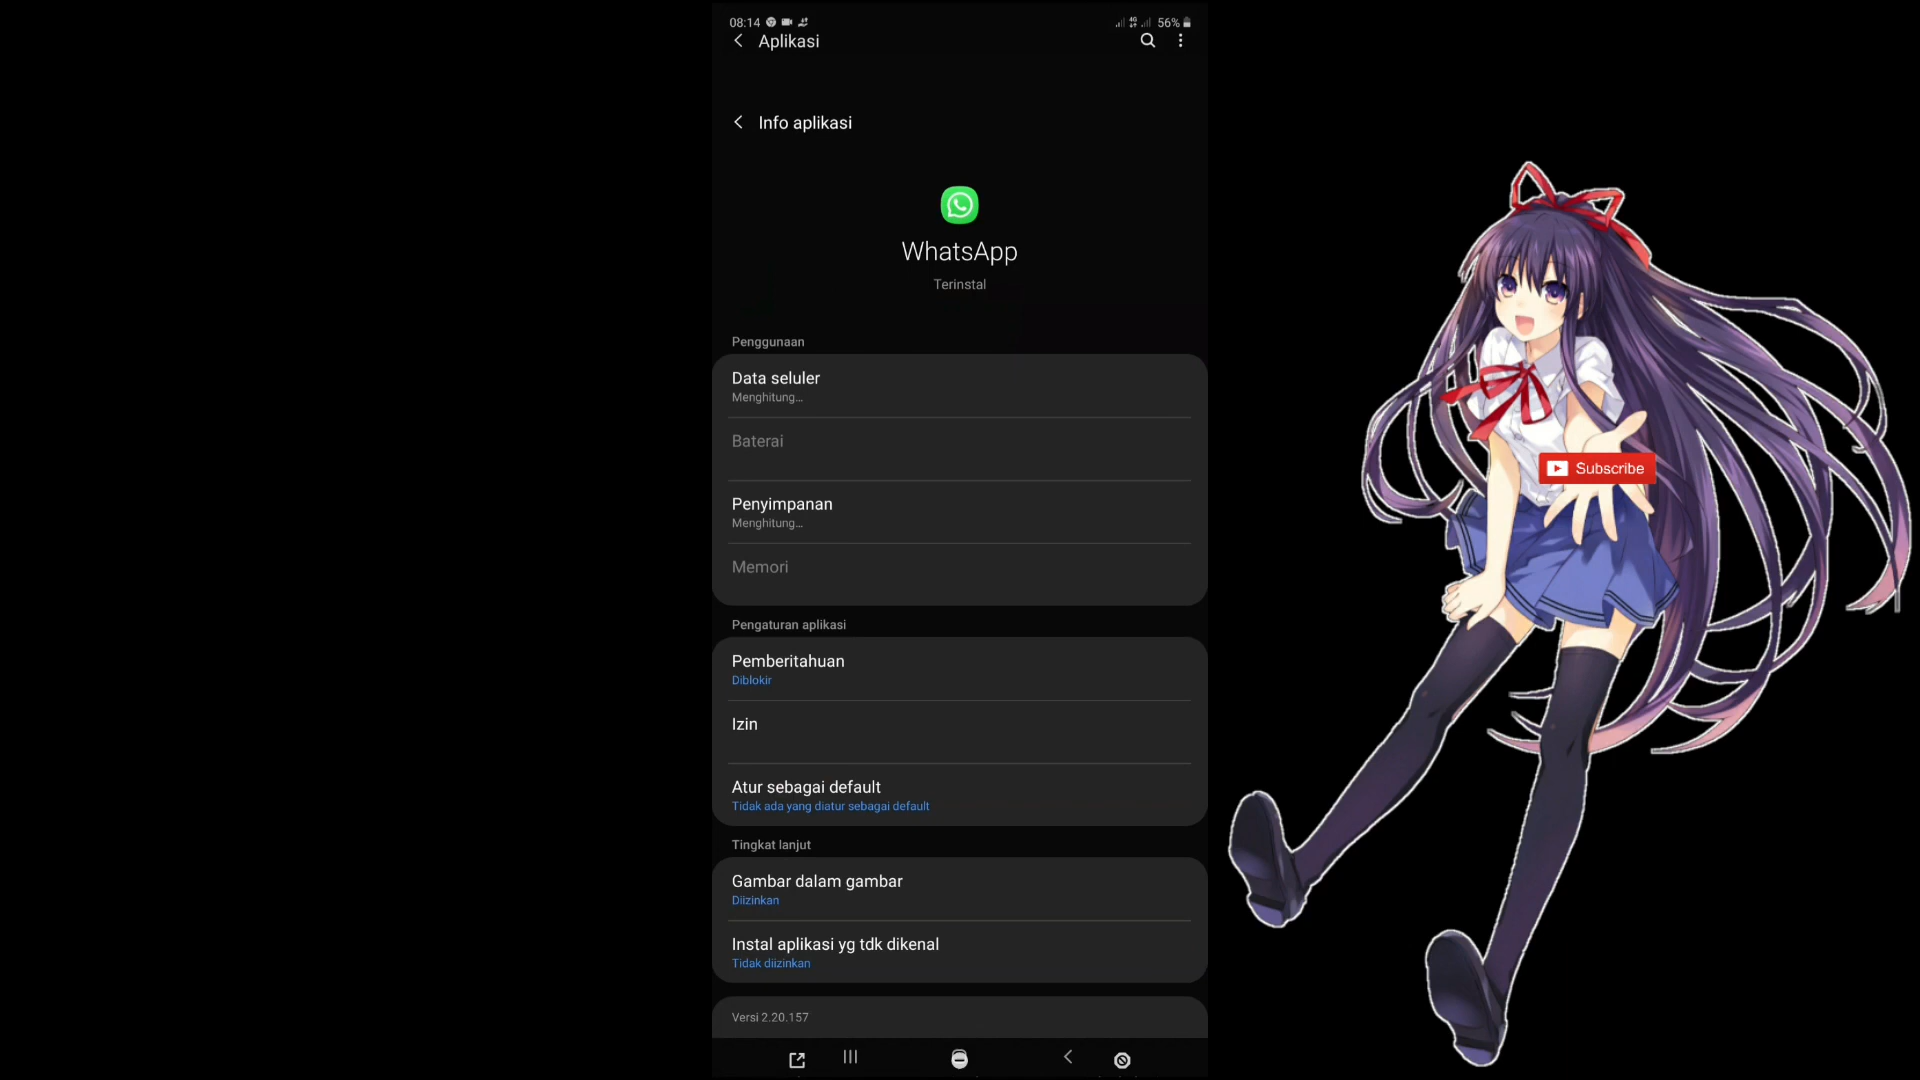 08:14
4G
56%
Aplikasi
Info aplikasi
WhatsApp
Terinstal
Penggunaan
Data seluler
Menghitung...
Baterai
Penyimpanan
Menghitung...
Memori
Pengaturan aplikasi
Pemberitahuan
Diblokir
Izin
Atur sebagai default
Tidak ada yang diatur sebagai default
Tingkat lanjut
Gambar dalam gambar
Diizinkan
Instal aplikasi yg tdk dikenal
Tidak diizinkan
Versi 2.20.157
Subscribe